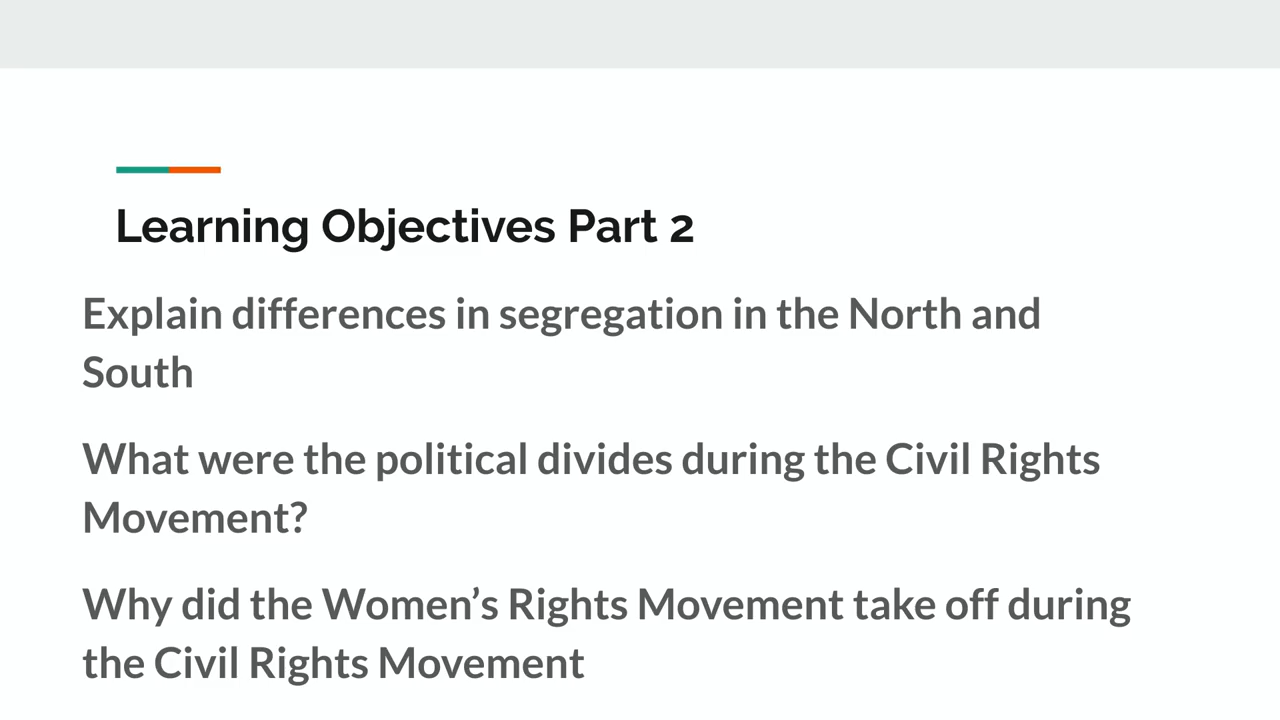 Learning Objectives Part 2
Explain differences in segregation in the North and
South
What were the political divides during the Civil Rights
Movement?
Why did the Women’s Rights Movement take off during
the Civil Rights Movement